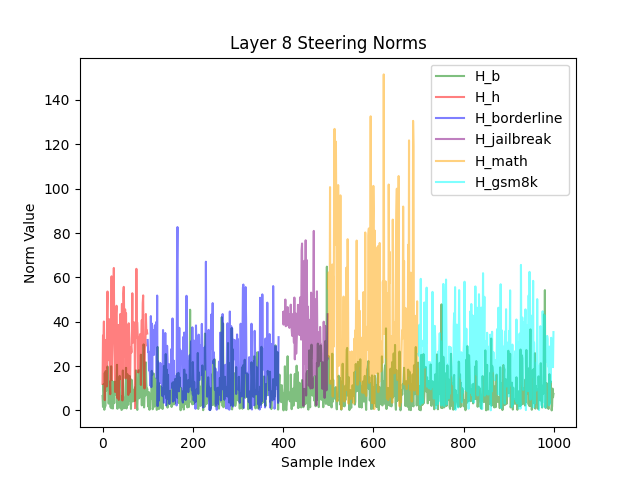 Layer 8 Steering Norms
H_b
H_h
H_borderline
H_jailbreak
H_math
H_gsm8k
Norm Value
140
120
100
80
60
40
20
0
0 200 400 600 800 1000
Sample Index